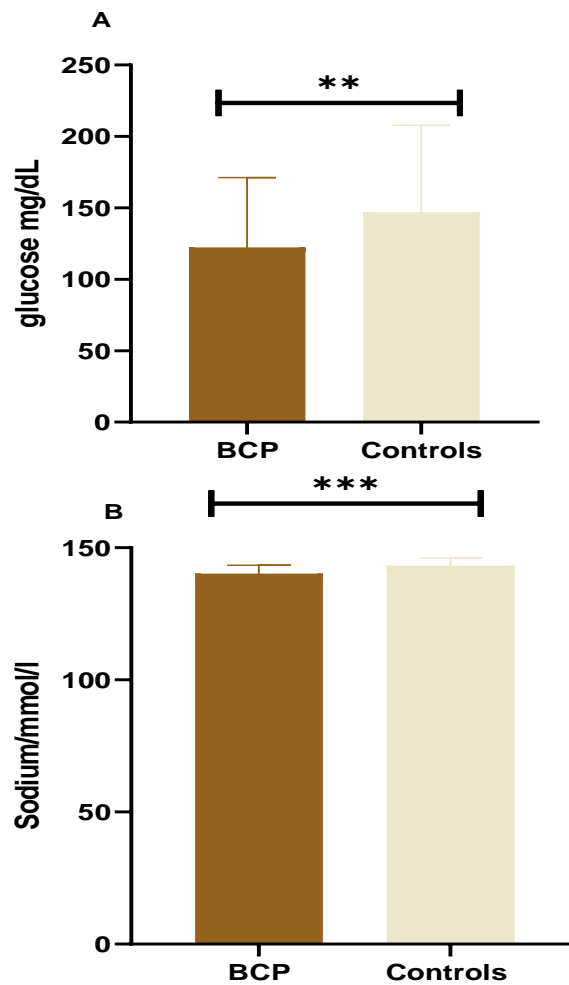 A
**
250
200
150
100
50
0
glucose mg/dL
BCP Controls
B
***
150
100
50
0
Sodium/mmol/l
BCP Controls